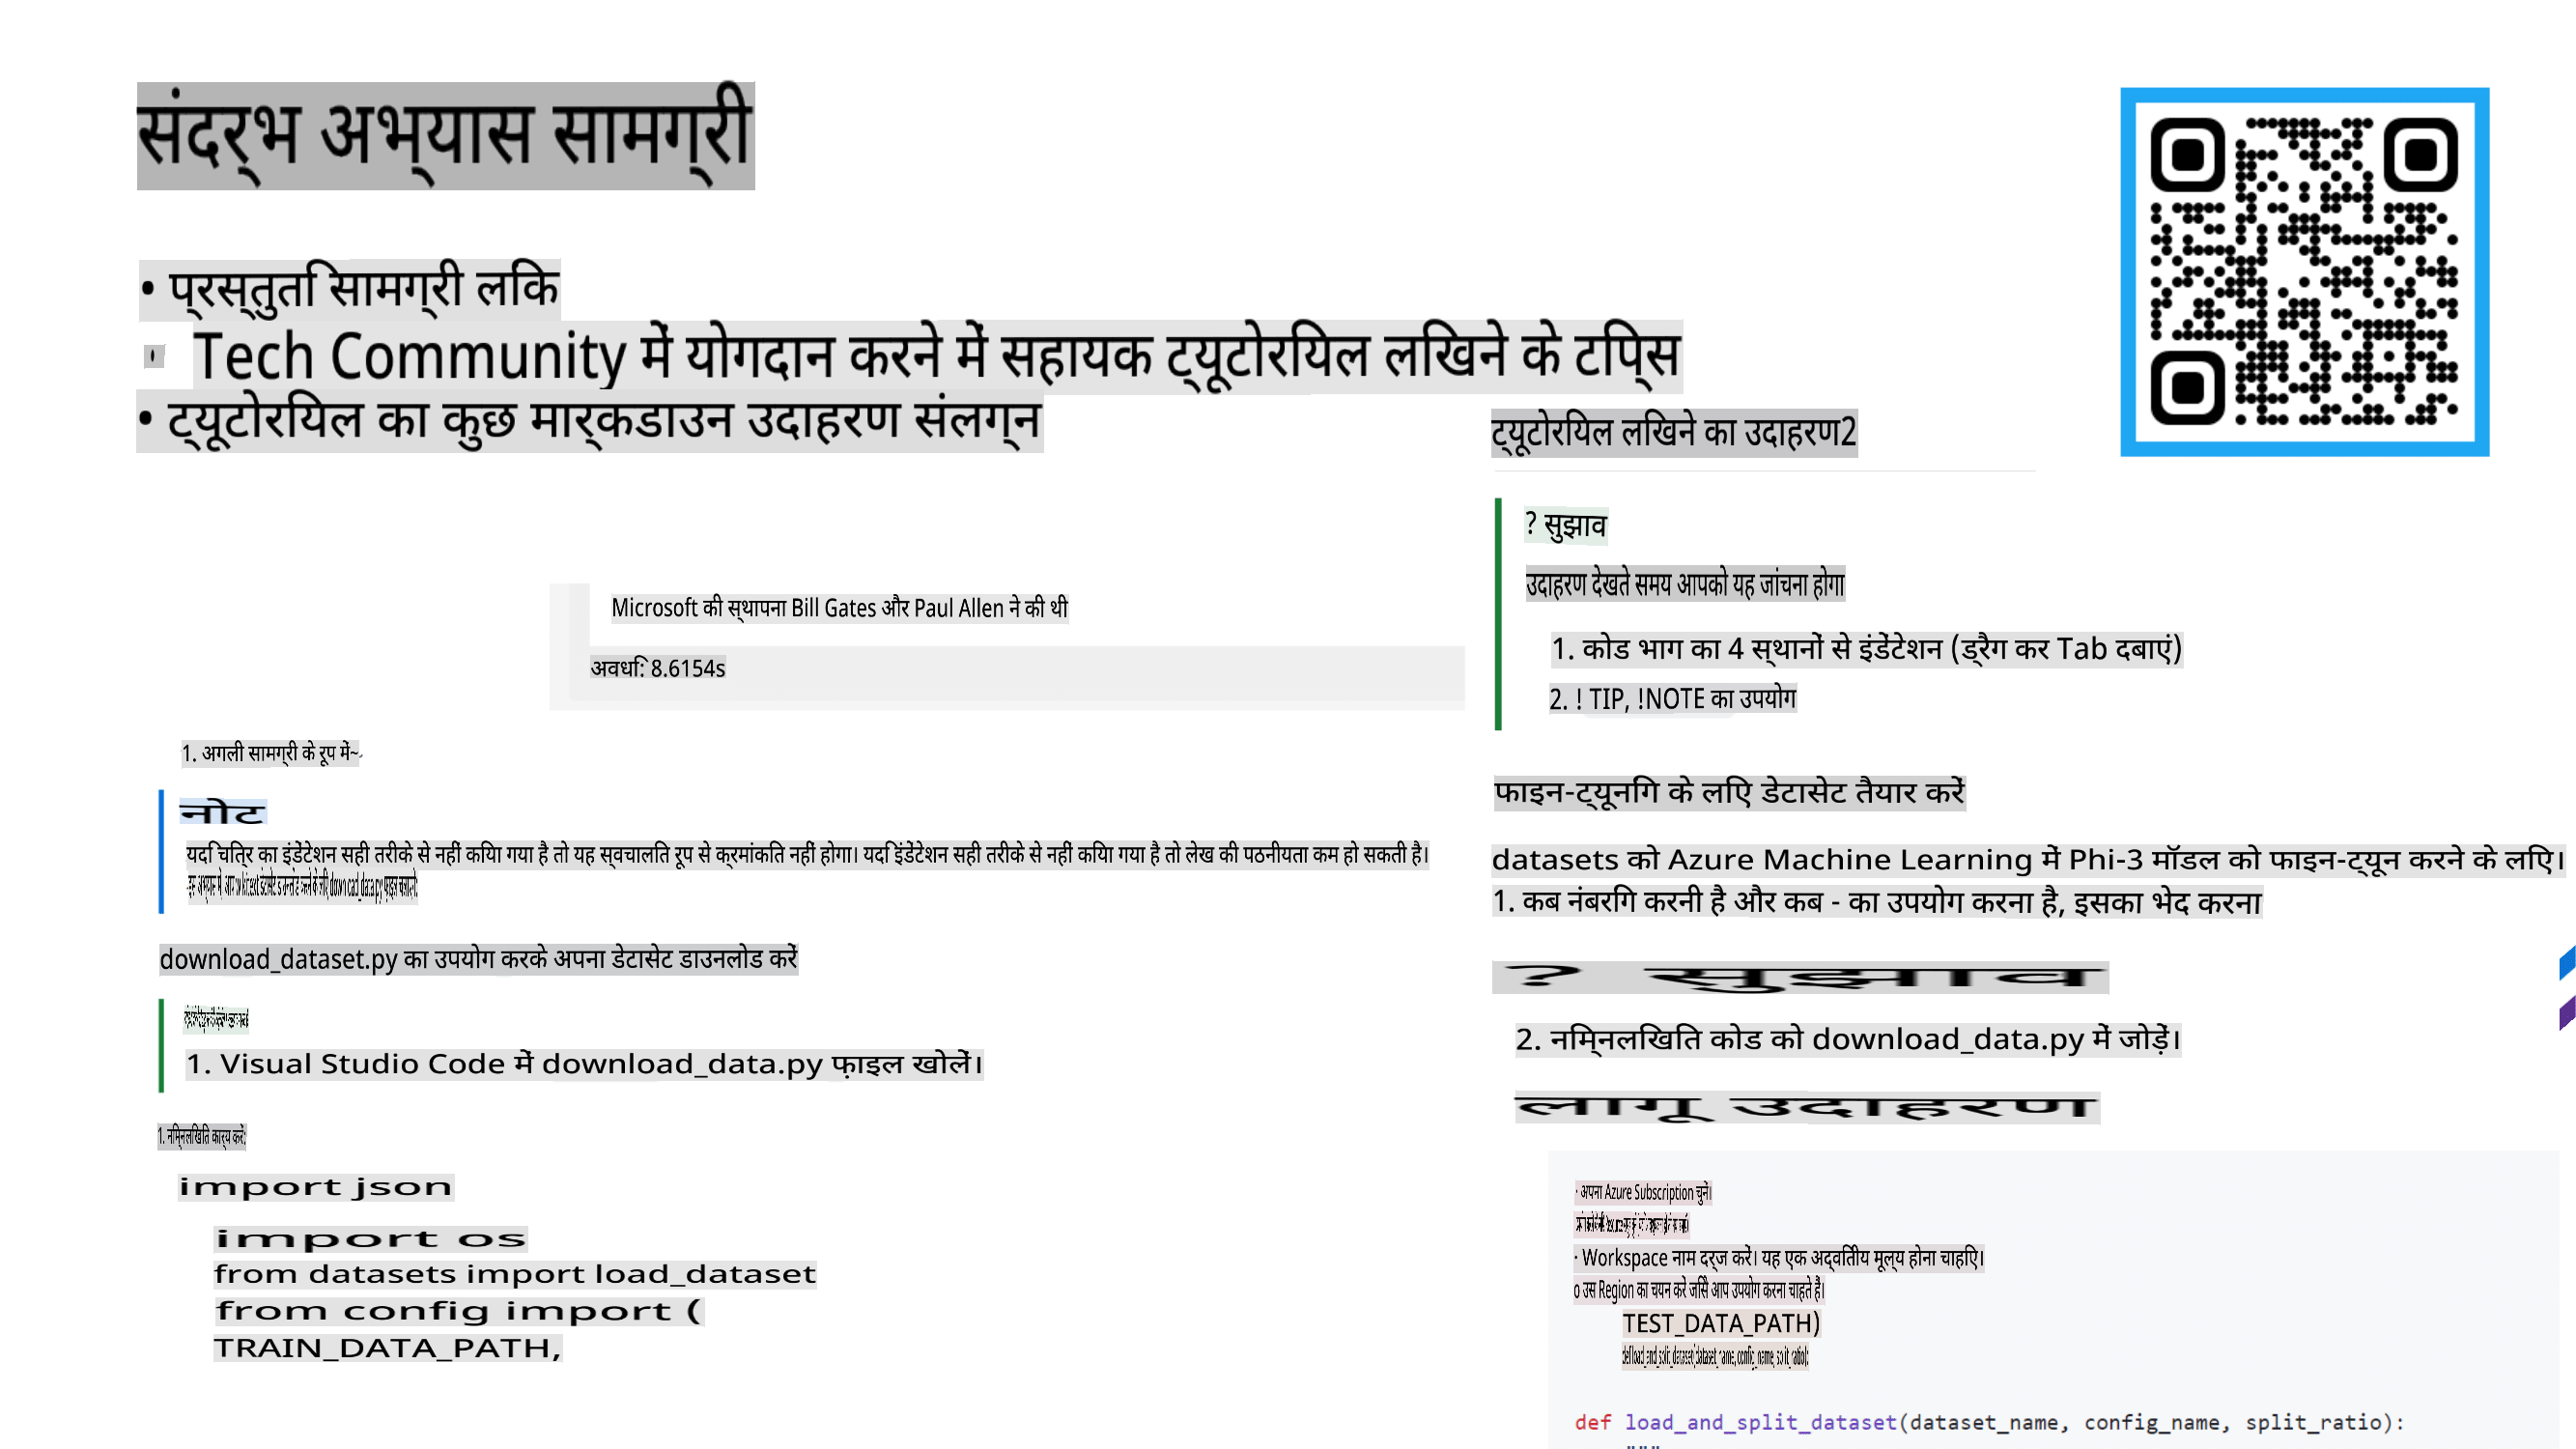 संदर्भ अभ्यास सामग्री
• प्रस्तुति सामग्री लिंक
Tech Community में योगदान करने में सहायक ट्यूटोरियल लिखने के टिप्स
• ट्यूटोरियल का कुछ मार्कडाउन उदाहरण संलग्न
Microsoft की स्थापना Bill Gates और Paul Allen ने की थी
अवधि: 8.6154s
1. अगली सामग्री के रूप में~
नोट
यदि चित्र का इंडेंटेशन सही तरीके से नहीं किया गया है तो यह स्वचालित रूप से क्रमांकित नहीं होगा। यदि इंडेंटेशन सही तरीके से नहीं किया गया है तो लेख की पठनीयता कम हो सकती है।
download_dataset.py का उपयोग करके अपना डेटासेट डाउनलोड करें
1. Visual Studio Code में download_data.py फ़ाइल खोलें।
1. निम्नलिखित कार्य करें:
import json
import os
from datasets import load_dataset
from config import (
TRAIN_DATA_PATH,
ट्यूटोरियल लिखने का उदाहरण2
? सुझाव
उदाहरण देखते समय आपको यह जांचना होगा
1. कोड भाग का 4 स्थानों से इंडेंटेशन (ड्रैग कर Tab दबाएं)
2. ! TIP, !NOTE का उपयोग
फाइन-ट्यूनिंग के लिए डेटासेट तैयार करें
datasets को Azure Machine Learning में Phi-3 मॉडल को फाइन-ट्यून करने के लिए।
1. कब नंबरिंग करनी है और कब - का उपयोग करना है, इसका भेद करना
? सुझाव
2. निम्नलिखित कोड को download_data.py में जोड़ें।
लागू उदाहरण
· अपना Azure Subscription चुनें।
· Workspace नाम दर्ज करें। यह एक अद्वितीय मूल्य होना चाहिए।
o उस Region का चयन करें जिसे आप उपयोग करना चाहते हैं।
TEST_DATA_PATH)
def load_and_split_dataset(dataset_name, config_name, split_ratio):
def load_and_split_dataset(dataset_name, config_name, split_ratio):